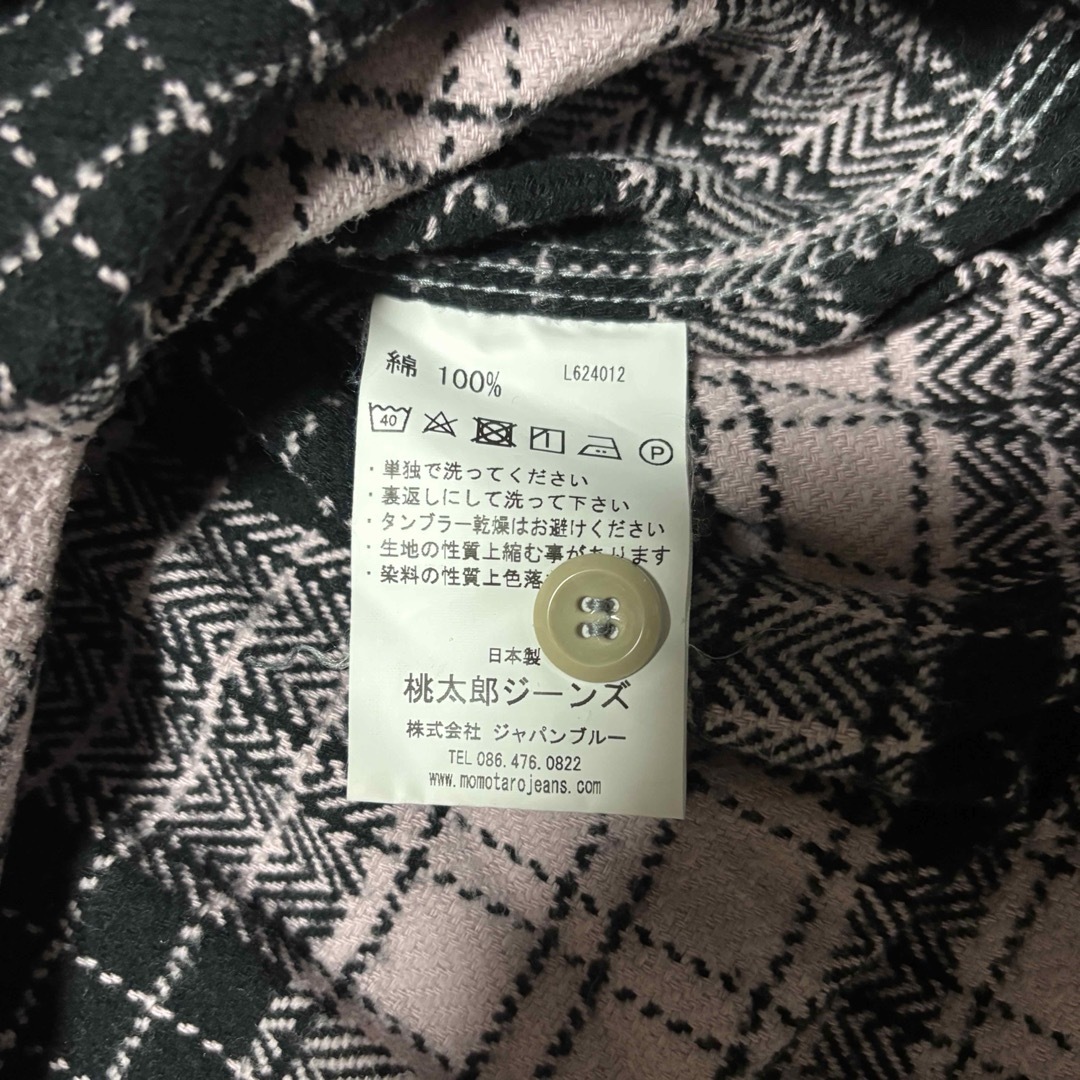 綿 100% L624012
40 P
・単独で洗ってください
・裏返しにして洗って下さい
・タンブラー乾燥はお避けください
・生地の性質上縮む事があります
・染料の性質上色落
日本製
桃太郎ジーンズ
株式会社 ジャパンブルー
TEL 086.476.0822
www.momotarojeans.com